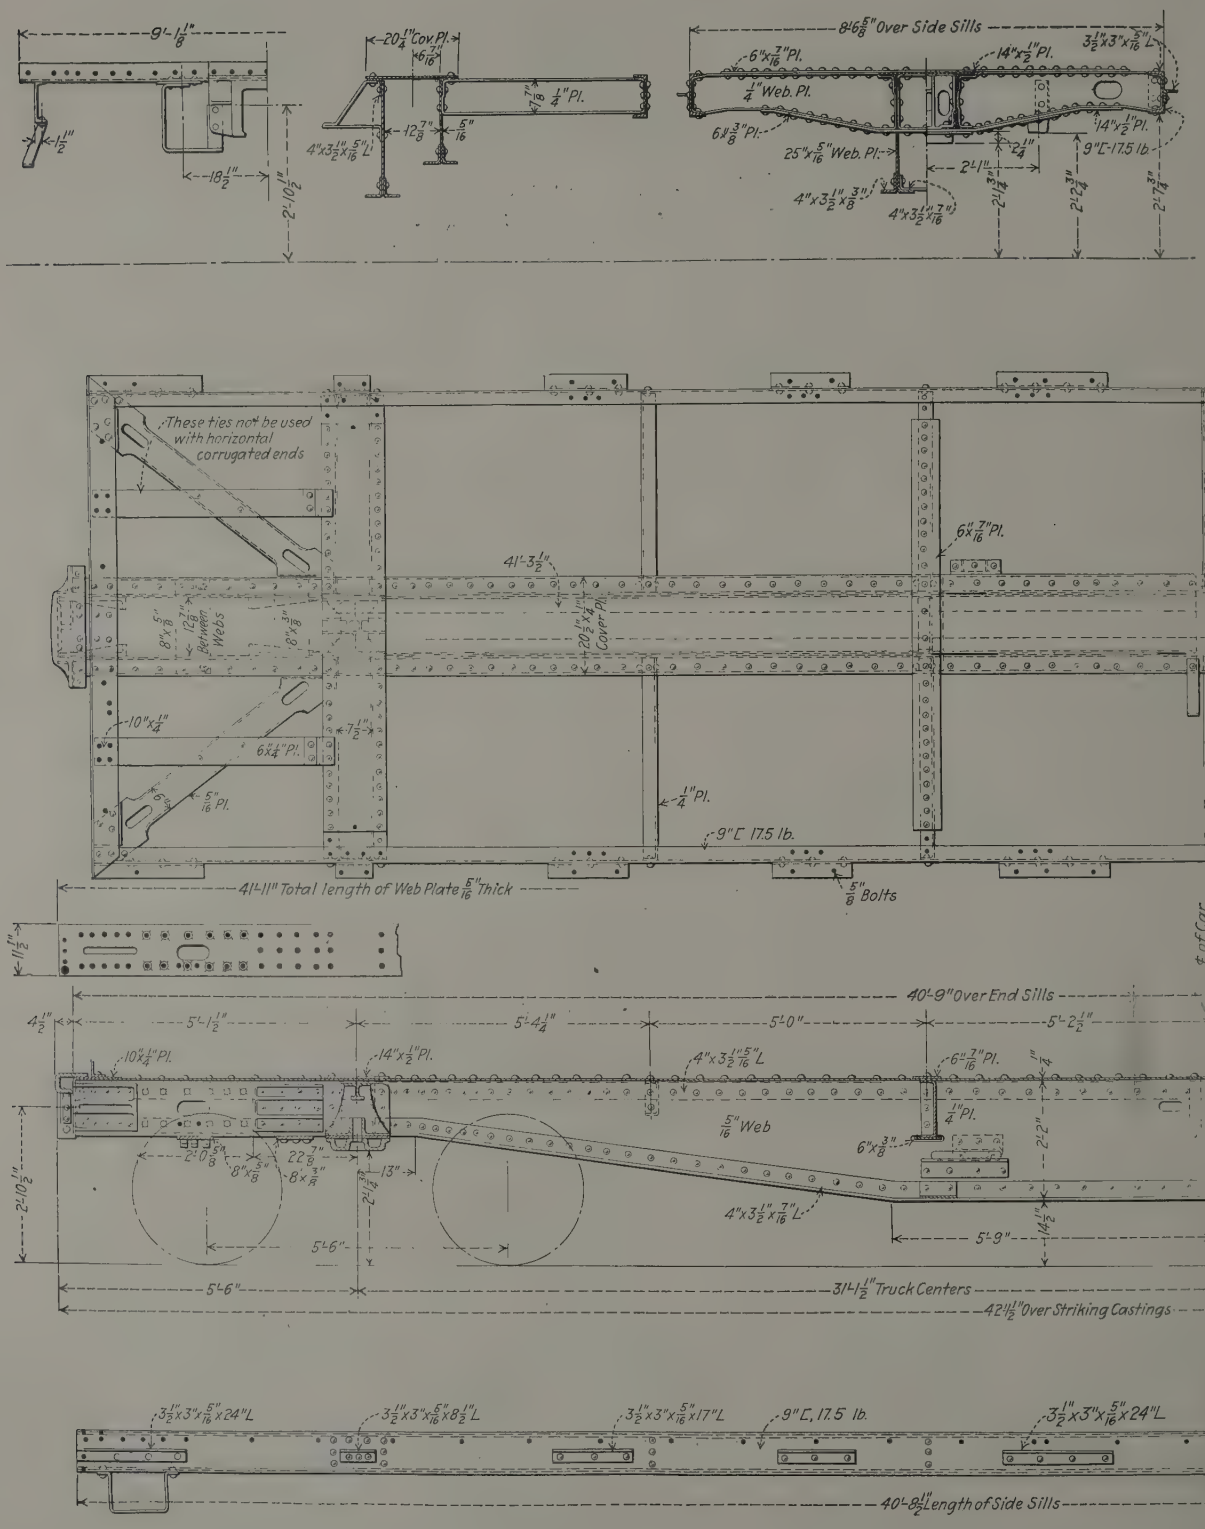 9'-1 1/8"
1 1/2"
18 1/2"
2'-10 1/2"
20 1/4" Cov. Pl.
6 7/16"
7 7/8"
1/4" Pl.
12 7/8"
5/16"
4"x3 1/2"x5/16" L
8'-6 5/8" Over Side Sills
3 1/2"x3"x5/16" L
6"x7/16" Pl.
14"x1/2" Pl.
1/4" Web. Pl.
6"x3/8" Pl.
14"x1/2" Pl.
9"[-17.5 lb.
25"x5/16" Web. Pl.
2 1/4"
2'-1"
4"x3 1/2"x3/8"
4"x3 1/2"x7/16"
2'-1 3/4"
2'-2 3/4"
2'-7 3/4"
These ties not be used
with horizontal
corrugated ends
6"x7/16" Pl.
41'-3 1/2"
8"x5/8"
12 7/8"
Between
Webs
8"x3/8"
20 1/2"x1/4"
Cover Pl.
10"x1/4"
7 1/2"
6"x1/4" Pl.
6"
5/16" Pl.
1/4" Pl.
9"[ 17.5 lb.
41'-11" Total length of Web Plate 5/16" Thick
5/8" Bolts
11 1/2"
℄ of Car
40'-9" Over End Sills
4 1/2"
5'-1 1/2"
5'-4 1/4"
5'-0"
5'-2 1/2"
10"x1/4" Pl.
14"x1/2" Pl.
4"x3 1/2"x5/16" L
6"-7/16" Pl.
1/4"
5/16" Web
1/4" Pl.
6"x3/8"
2'-2"
2'-10 1/2"
2'-0 5/8"
22 7/8"
8"x5/8"
8"x3/8"
2'-1 3/4"
13"
4"x3 1/2"x7/16" L
14 1/2"
5'-6"
5'-9"
5'-6"
31'-1 1/2" Truck Centers
42'-1 1/2" Over Striking Castings
3 1/2"x3"x5/16"x24" L
3 1/2"x3"x5/16"x8 1/2" L
3 1/2"x3"x5/16"x17" L
9"[, 17.5 lb.
3 1/2"x3"x5/16"x24" L
40'-8 1/2" Length of Side Sills